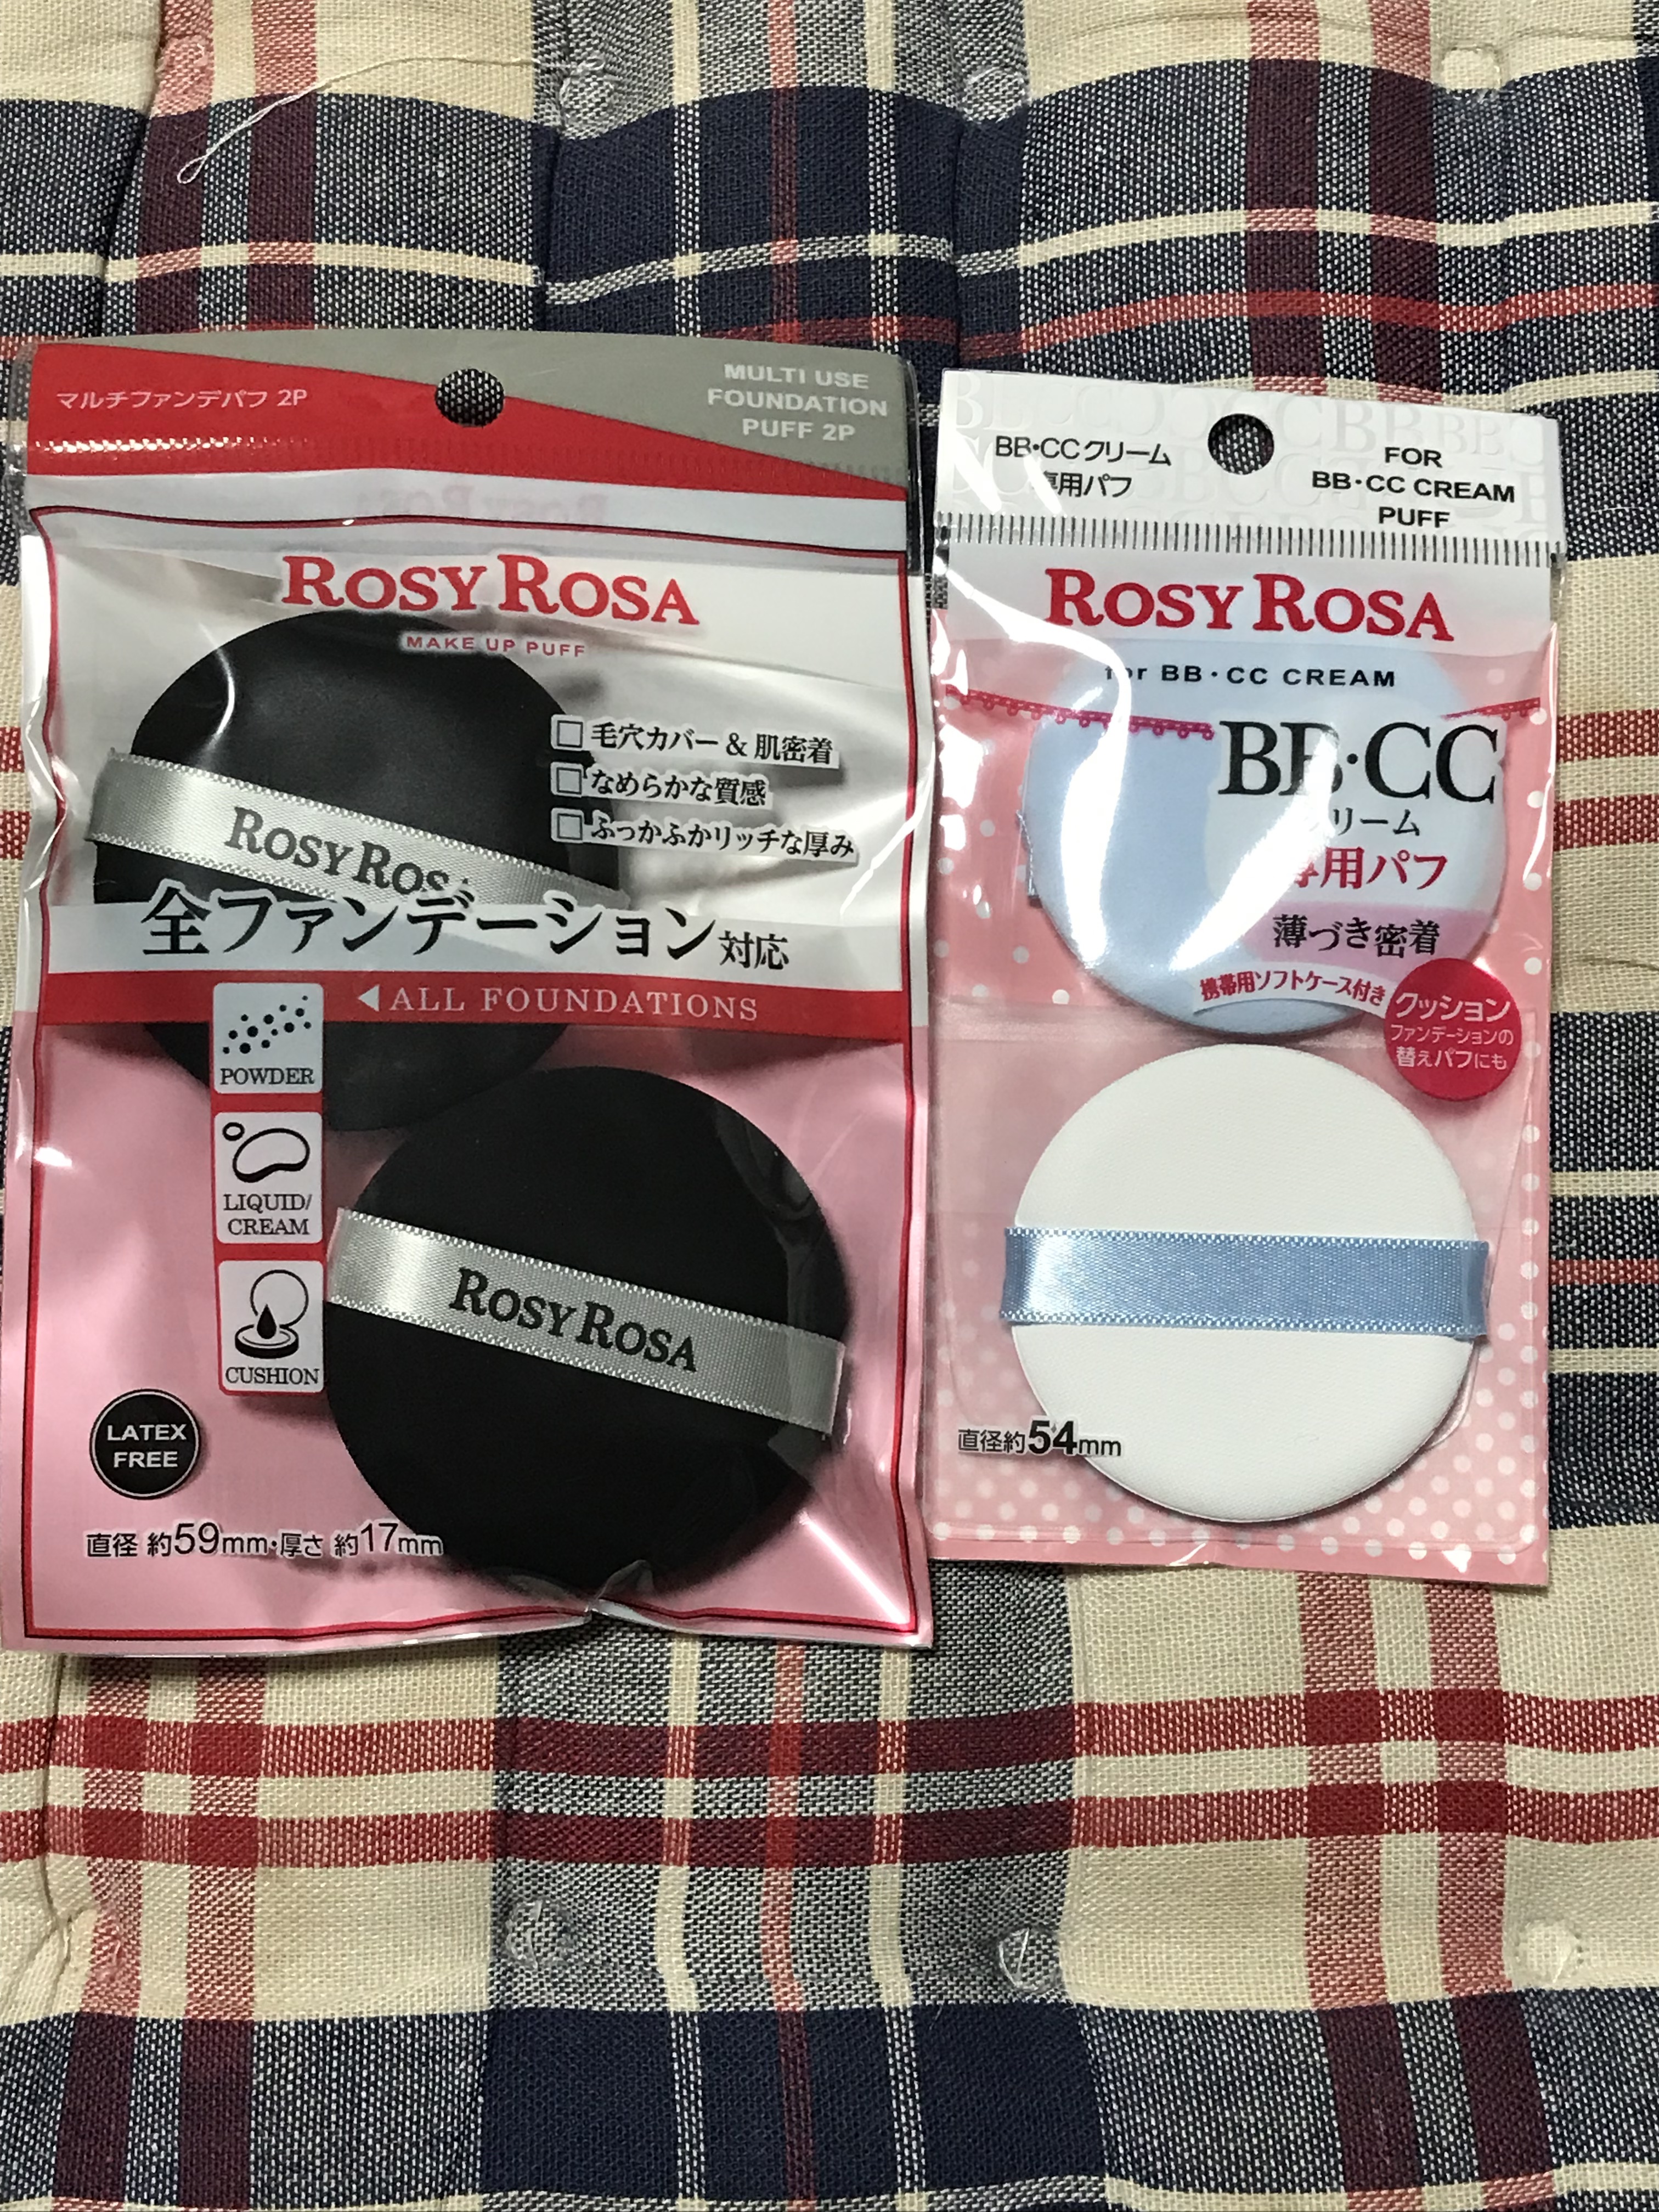 マルチファンデパフ 2P
MULTI USE
FOUNDATION
PUFF 2P
ROSY ROSA
MAKE UP PUFF
毛穴カバー & 肌密着
なめらかな質感
ふっかふかリッチな厚み
ROSY ROS
全ファンデーション対応
ALL FOUNDATIONS
POWDER
LIQUID/
CREAM
CUSHION
ROSY ROSA
LATEX
FREE
直径 約59mm・厚さ 約17mm
BB・CCクリーム
専用パフ
FOR
BB・CC CREAM
PUFF
ROSY ROSA
for BB・CC CREAM
BB・CC
クリーム
専用パフ
薄づき密着
携帯用ソフトケース付き
クッション
ファンデーションの
替えパフにも
直径約54mm